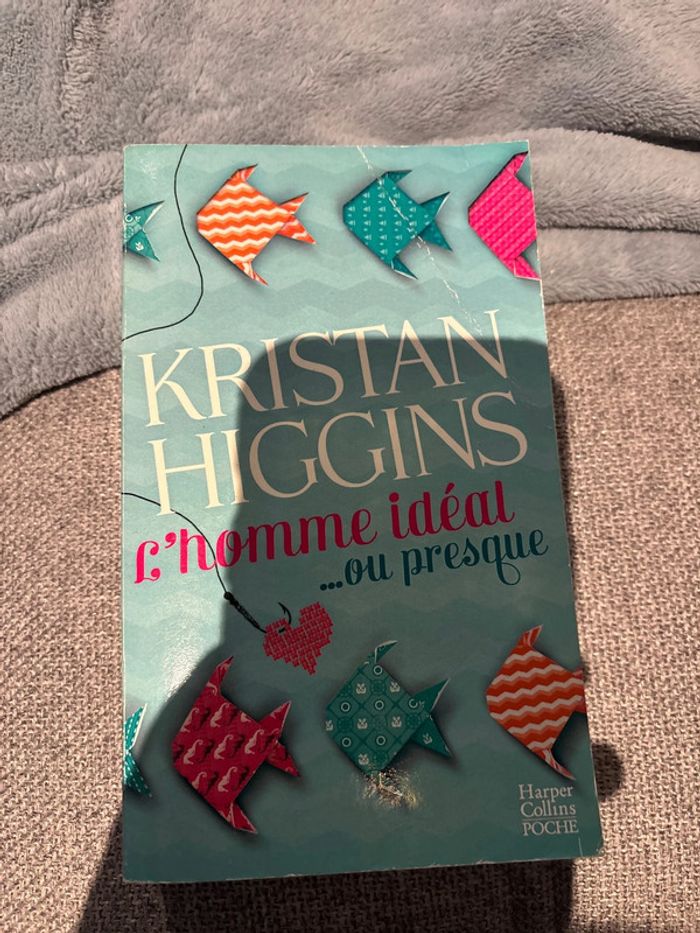 KRISTAN
HIGGINS
L'homme idéal
...ou presque
Harper
Collins
POCHE